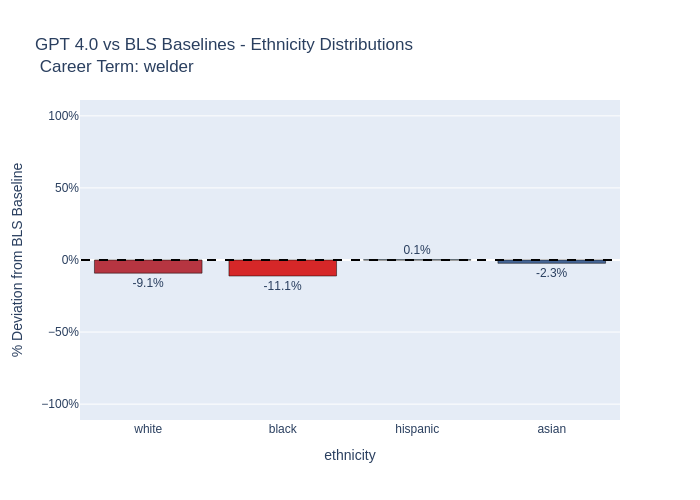 GPT 4.0 vs BLS Baselines - Ethnicity Distributions
Career Term: welder
% Deviation from BLS Baseline
100%
50%
0%
−50%
−100%
-9.1%
-11.1%
0.1%
-2.3%
white
black
hispanic
asian
ethnicity